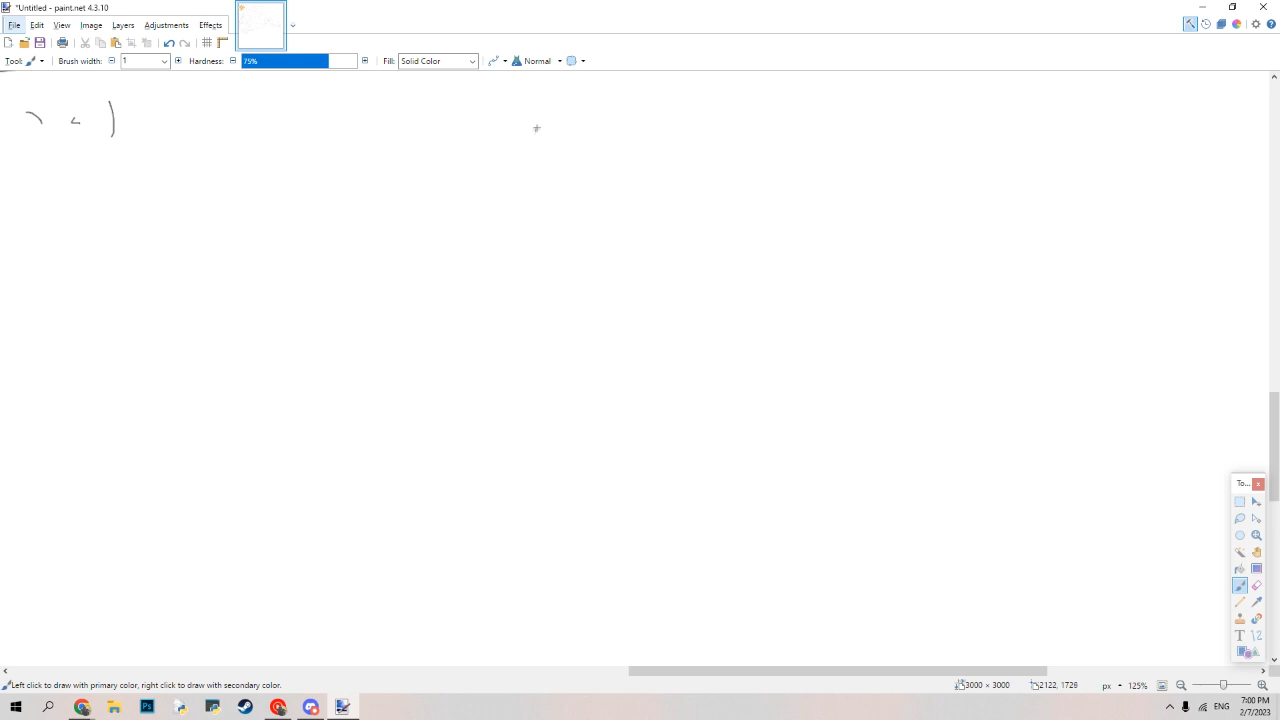 *Untitled - paint.net 4.3.10
File Edit View Image Layers Adjustments Effects
Tool: Brush width: 1 Hardness: 75% Fill: Solid Color Normal
To...
Left click to draw with primary color, right click to draw with secondary color. 3000 × 3000 2122, 1726 px 125%
7:00 PM
ENG
2/7/2023